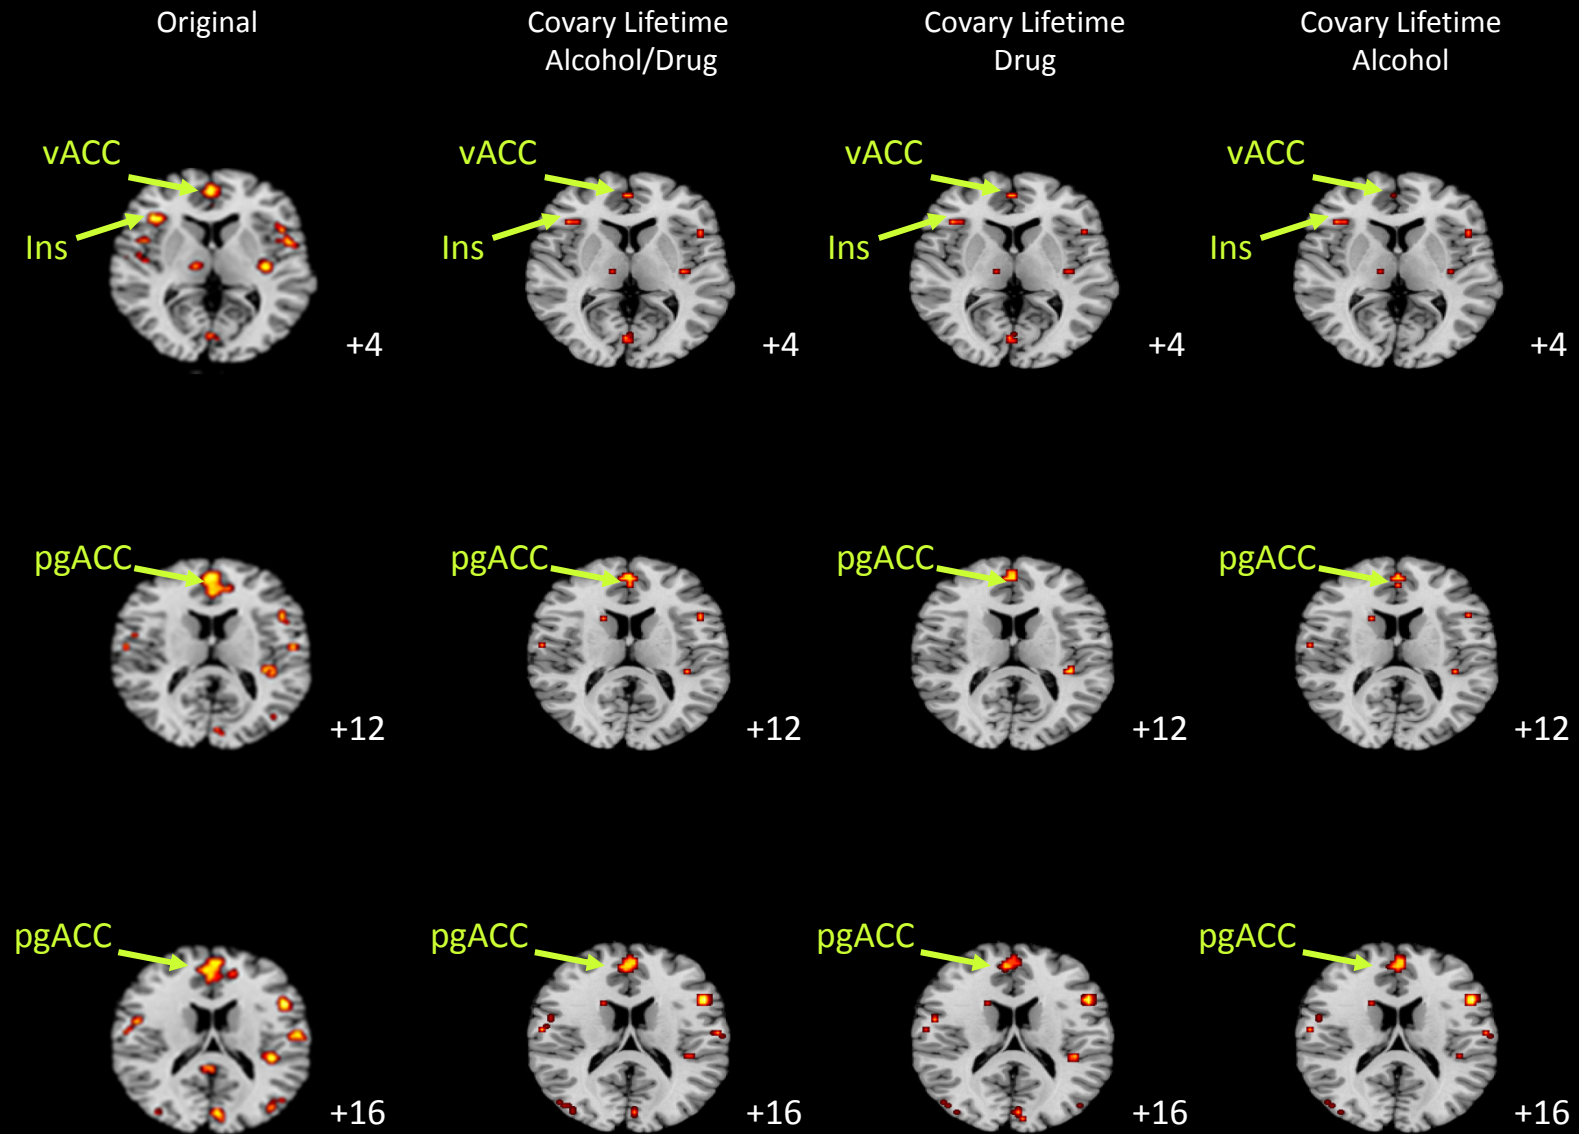 Original
Covary Lifetime
Alcohol/Drug
Covary Lifetime
Drug
Covary Lifetime
Alcohol
vACC
vACC
vACC
vACC
Ins
Ins
Ins
Ins
+4
+4
+4
+4
pgACC
pgACC
pgACC
pgACC
+12
+12
+12
+12
pgACC
pgACC
pgACC
pgACC
+16
+16
+16
+16